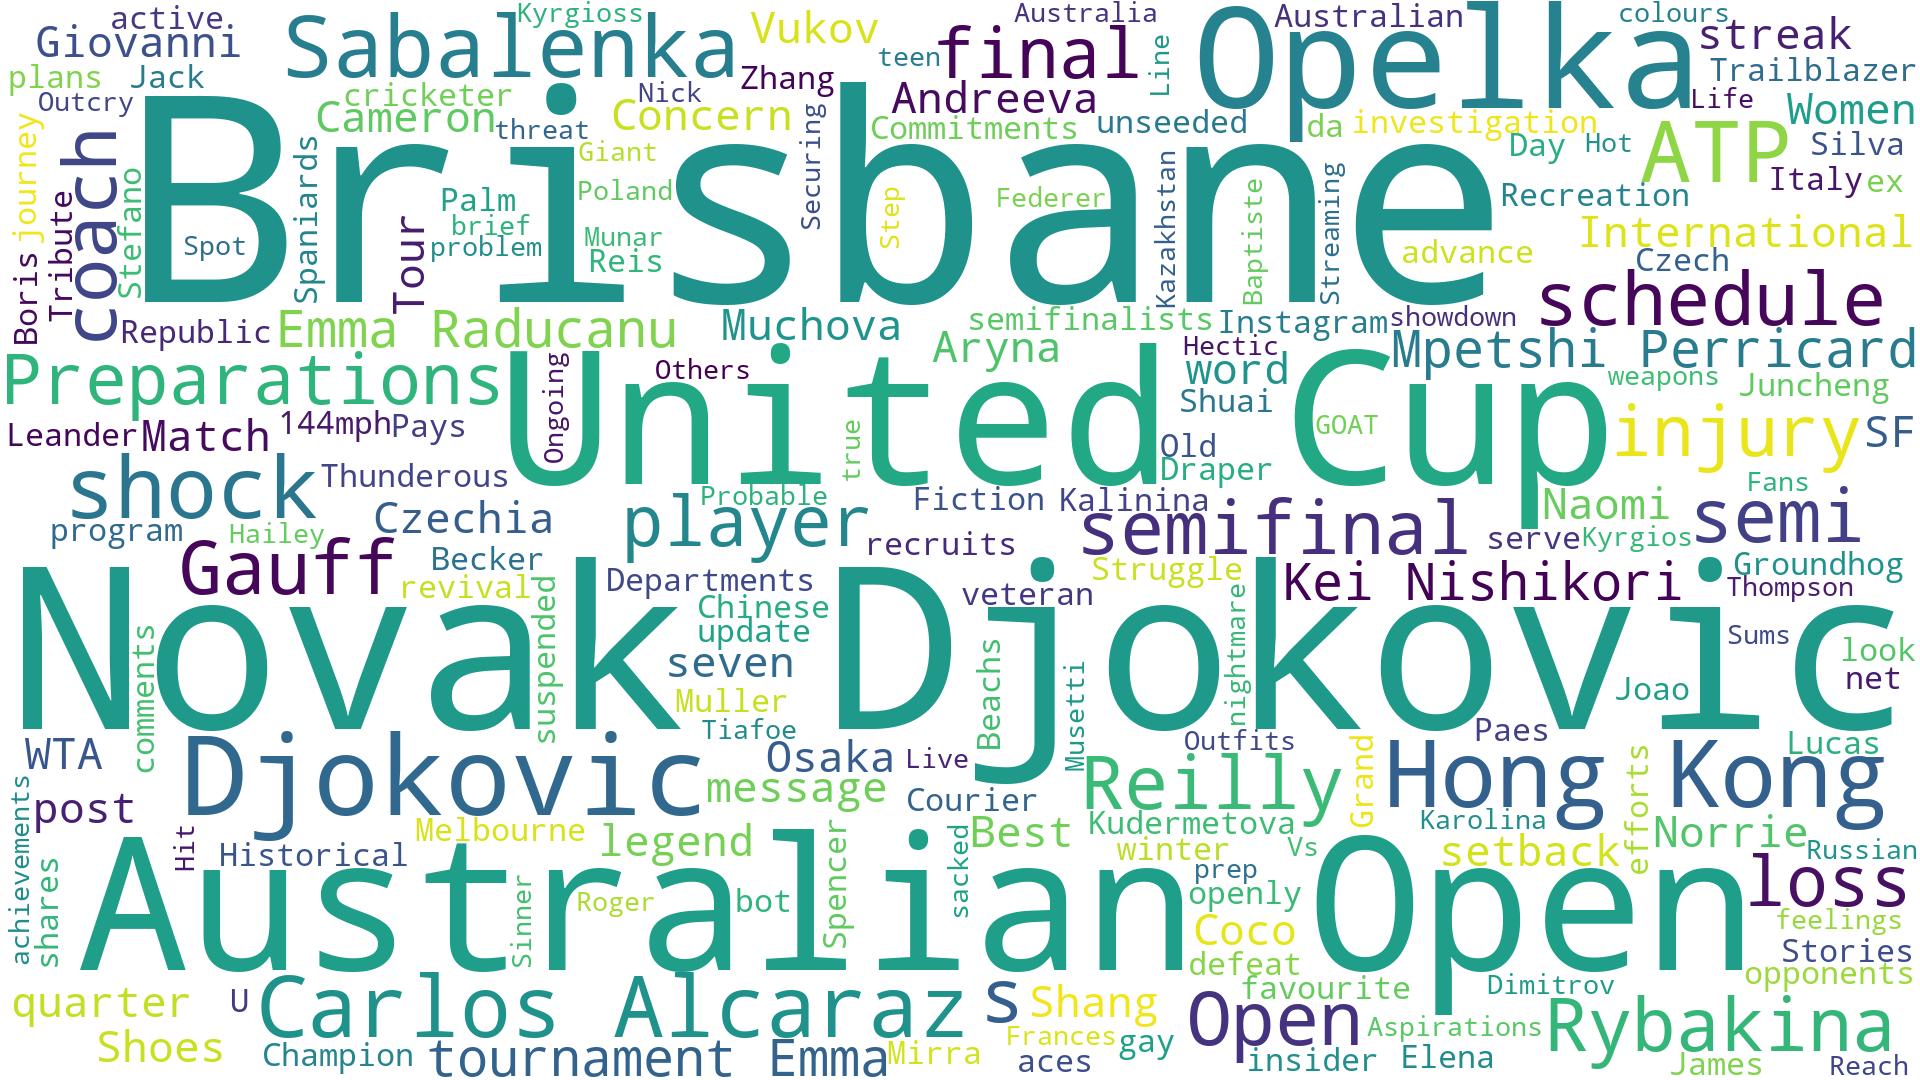 active
Kyrgioss
Australia
Australian
colours
Giovanni
Sabalenka
Vukov
teen
final
Line
Opelka
streak
plans
Jack
Zhang
Trailblazer
Outcry
cricketer
Nick
Andreeva
Life
Women
Cameron
threat
Concern
Commitments
unseeded
da
investigation
ATP
coach
Brisbane
Giant
Securing
Day
Hot
Silva
journey
Stefano
Spaniards
Palm
Poland
Step
Federer
Kazakhstan
Baptiste
Streaming
Recreation
Italy
ex
Tribute
Boris
Spot
Tour
brief
problem
Munar
Reis
advance
International
Czech
Republic
Emma Raducanu
Muchova
semifinalists
Instagram
showdown
schedule
Preparations
Ongoing
Others
Aryna
Hectic
word
Mpetshi Perricard
weapons
Juncheng
United Cup
Shuai
GOAT
Leander
Match
144mph
Pays
true
Old
Draper
injury
SF
shock
Thunderous
Probable
Fiction
Kalinina
Naomi
Fans
semi
program
Hailey
Czechia
player
recruits
semifinal
serve
Kyrgios
Gauff
Becker
revival
suspended
Departments
veteran
Struggle
Kei Nishikori
Groundhog
Thompson
Novak Djokovic
comments
Chinese
update
seven
Muller
Tiafoe
Beachs
Musetti
nightmare
Joao
Sums
look
net
WTA
Djokovic
Osaka
Live
message
Courier
Outfits
Reilly
Grand
Paes
Hong Kong
Lucas
efforts
achievements
post
Hit
Melbourne
Historical
legend
Spencer
sacked
Best
Kudermetova
winter
Vs
Karolina
setback
Norrie
Russian
shares
Australian Open
Sinner
Roger
bot
prep
openly
Coco
defeat
loss
feelings
Stories
opponents
quarter
U
Carlos Alcaraz
s
Shang
favourite
Dimitrov
Open
Aspirations
Rybakina
Shoes
Champion
tournament
Emma
Mirra
Frances
aces
gay
insider
Elena
James
Reach